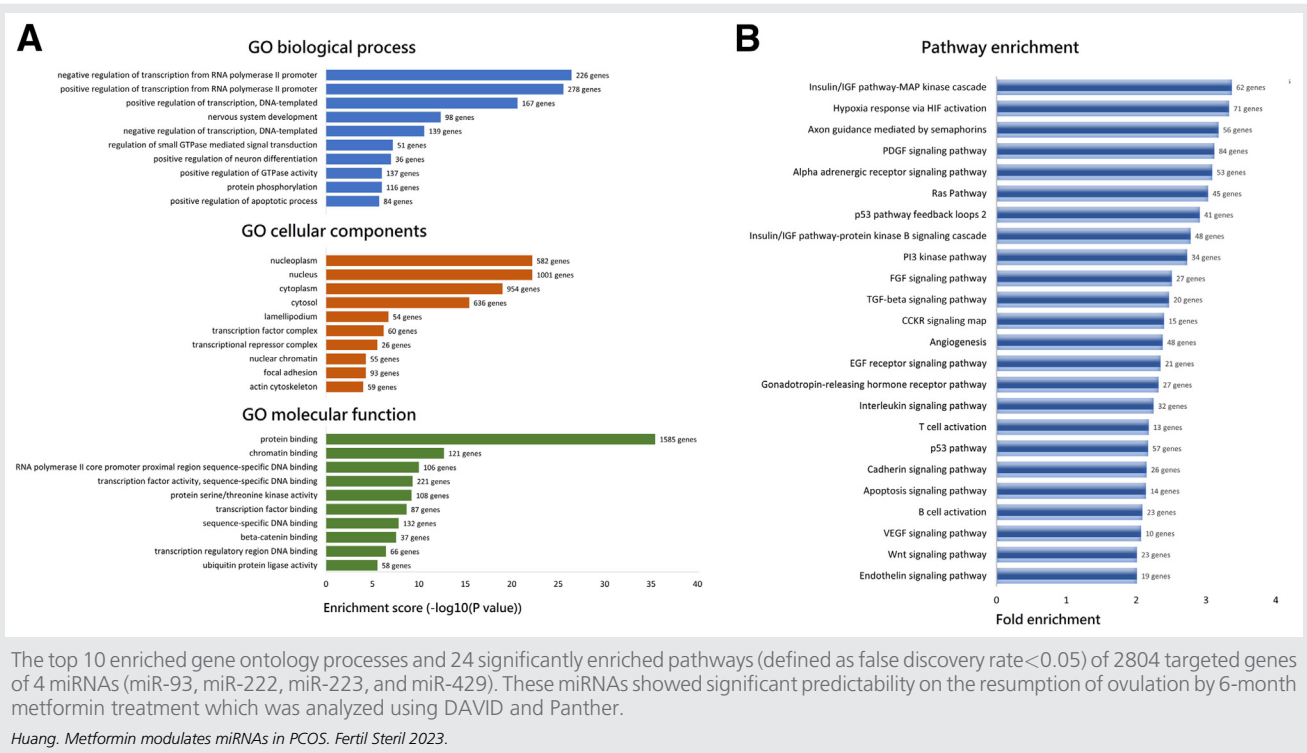 A
GO biological process
negative regulation of transcription from RNA polymerase II promoter 226 genes
positive regulation of transcription from RNA polymerase II promoter 278 genes
positive regulation of transcription, DNA-templated 167 genes
nervous system development 98 genes
negative regulation of transcription, DNA-templated 139 genes
regulation of small GTPase mediated signal transduction 51 genes
positive regulation of neuron differentiation 36 genes
positive regulation of GTPase activity 137 genes
protein phosphorylation 116 genes
positive regulation of apoptotic process 84 genes
GO cellular components
nucleoplasm 582 genes
nucleus 1001 genes
cytoplasm 954 genes
cytosol 636 genes
lamellipodium 54 genes
transcription factor complex 60 genes
transcriptional repressor complex 26 genes
nuclear chromatin 55 genes
focal adhesion 93 genes
actin cytoskeleton 59 genes
GO molecular function
protein binding 1585 genes
chromatin binding 121 genes
RNA polymerase II core promoter proximal region sequence-specific DNA binding 106 genes
transcription factor activity, sequence-specific DNA binding 221 genes
protein serine/threonine kinase activity 108 genes
transcription factor binding 87 genes
sequence-specific DNA binding 132 genes
beta-catenin binding 37 genes
transcription regulatory region DNA binding 66 genes
ubiquitin protein ligase activity 58 genes
0 5 10 15 20 25 30 35 40
Enrichment score (-log10(P value))
B
Pathway enrichment
Insulin/IGF pathway-MAP kinase cascade 62 genes
Hypoxia response via HIF activation 71 genes
Axon guidance mediated by semaphorins 56 genes
PDGF signaling pathway 84 genes
Alpha adrenergic receptor signaling pathway 53 genes
Ras Pathway 45 genes
p53 pathway feedback loops 2 41 genes
Insulin/IGF pathway-protein kinase B signaling cascade 48 genes
PI3 kinase pathway 34 genes
FGF signaling pathway 27 genes
TGF-beta signaling pathway 20 genes
CCKR signaling map 15 genes
Angiogenesis 48 genes
EGF receptor signaling pathway 21 genes
Gonadotropin-releasing hormone receptor pathway 27 genes
Interleukin signaling pathway 32 genes
T cell activation 13 genes
p53 pathway 57 genes
Cadherin signaling pathway 26 genes
Apoptosis signaling pathway 14 genes
B cell activation 23 genes
VEGF signaling pathway 10 genes
Wnt signaling pathway 23 genes
Endothelin signaling pathway 19 genes
0 1 2 3 4
Fold enrichment
The top 10 enriched gene ontology processes and 24 significantly enriched pathways (defined as false discovery rate<0.05) of 2804 targeted genes
of 4 miRNAs (miR-93, miR-222, miR-223, and miR-429). These miRNAs showed significant predictability on the resumption of ovulation by 6-month
metformin treatment which was analyzed using DAVID and Panther.
Huang. Metformin modulates miRNAs in PCOS. Fertil Steril 2023.